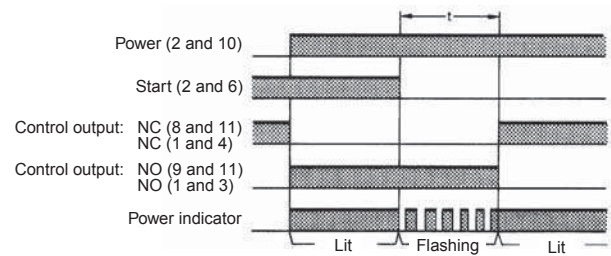 t
Power (2 and 10)
Start (2 and 6)
Control output: NC (8 and 11)
NC (1 and 4)
Control output: NO (9 and 11)
NO (1 and 3)
Power indicator
Lit Flashing Lit